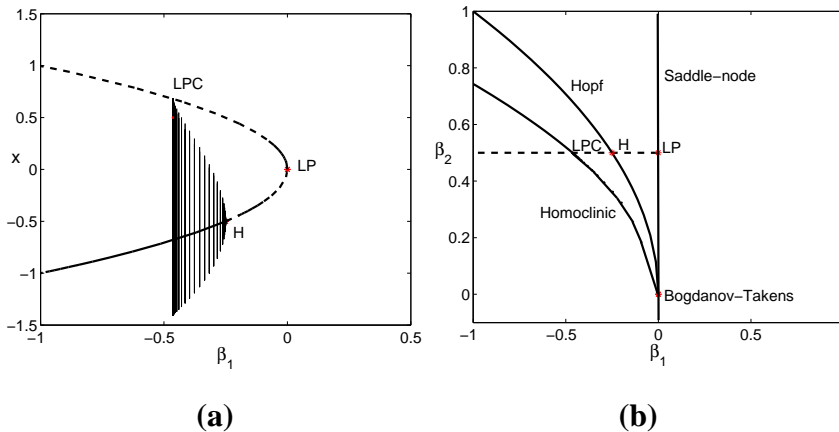 1.5
1
0.5
0
−0.5
−1
−1.5
x
LPC
LP
H
−1
−0.5
0
0.5
β1
(a)
1
0.8
0.6
0.4
0.2
0
β2
Hopf
Saddle−node
LPC
H
LP
Homoclinic
Bogdanov−Takens
−1
−0.5
0
0.5
β1
(b)